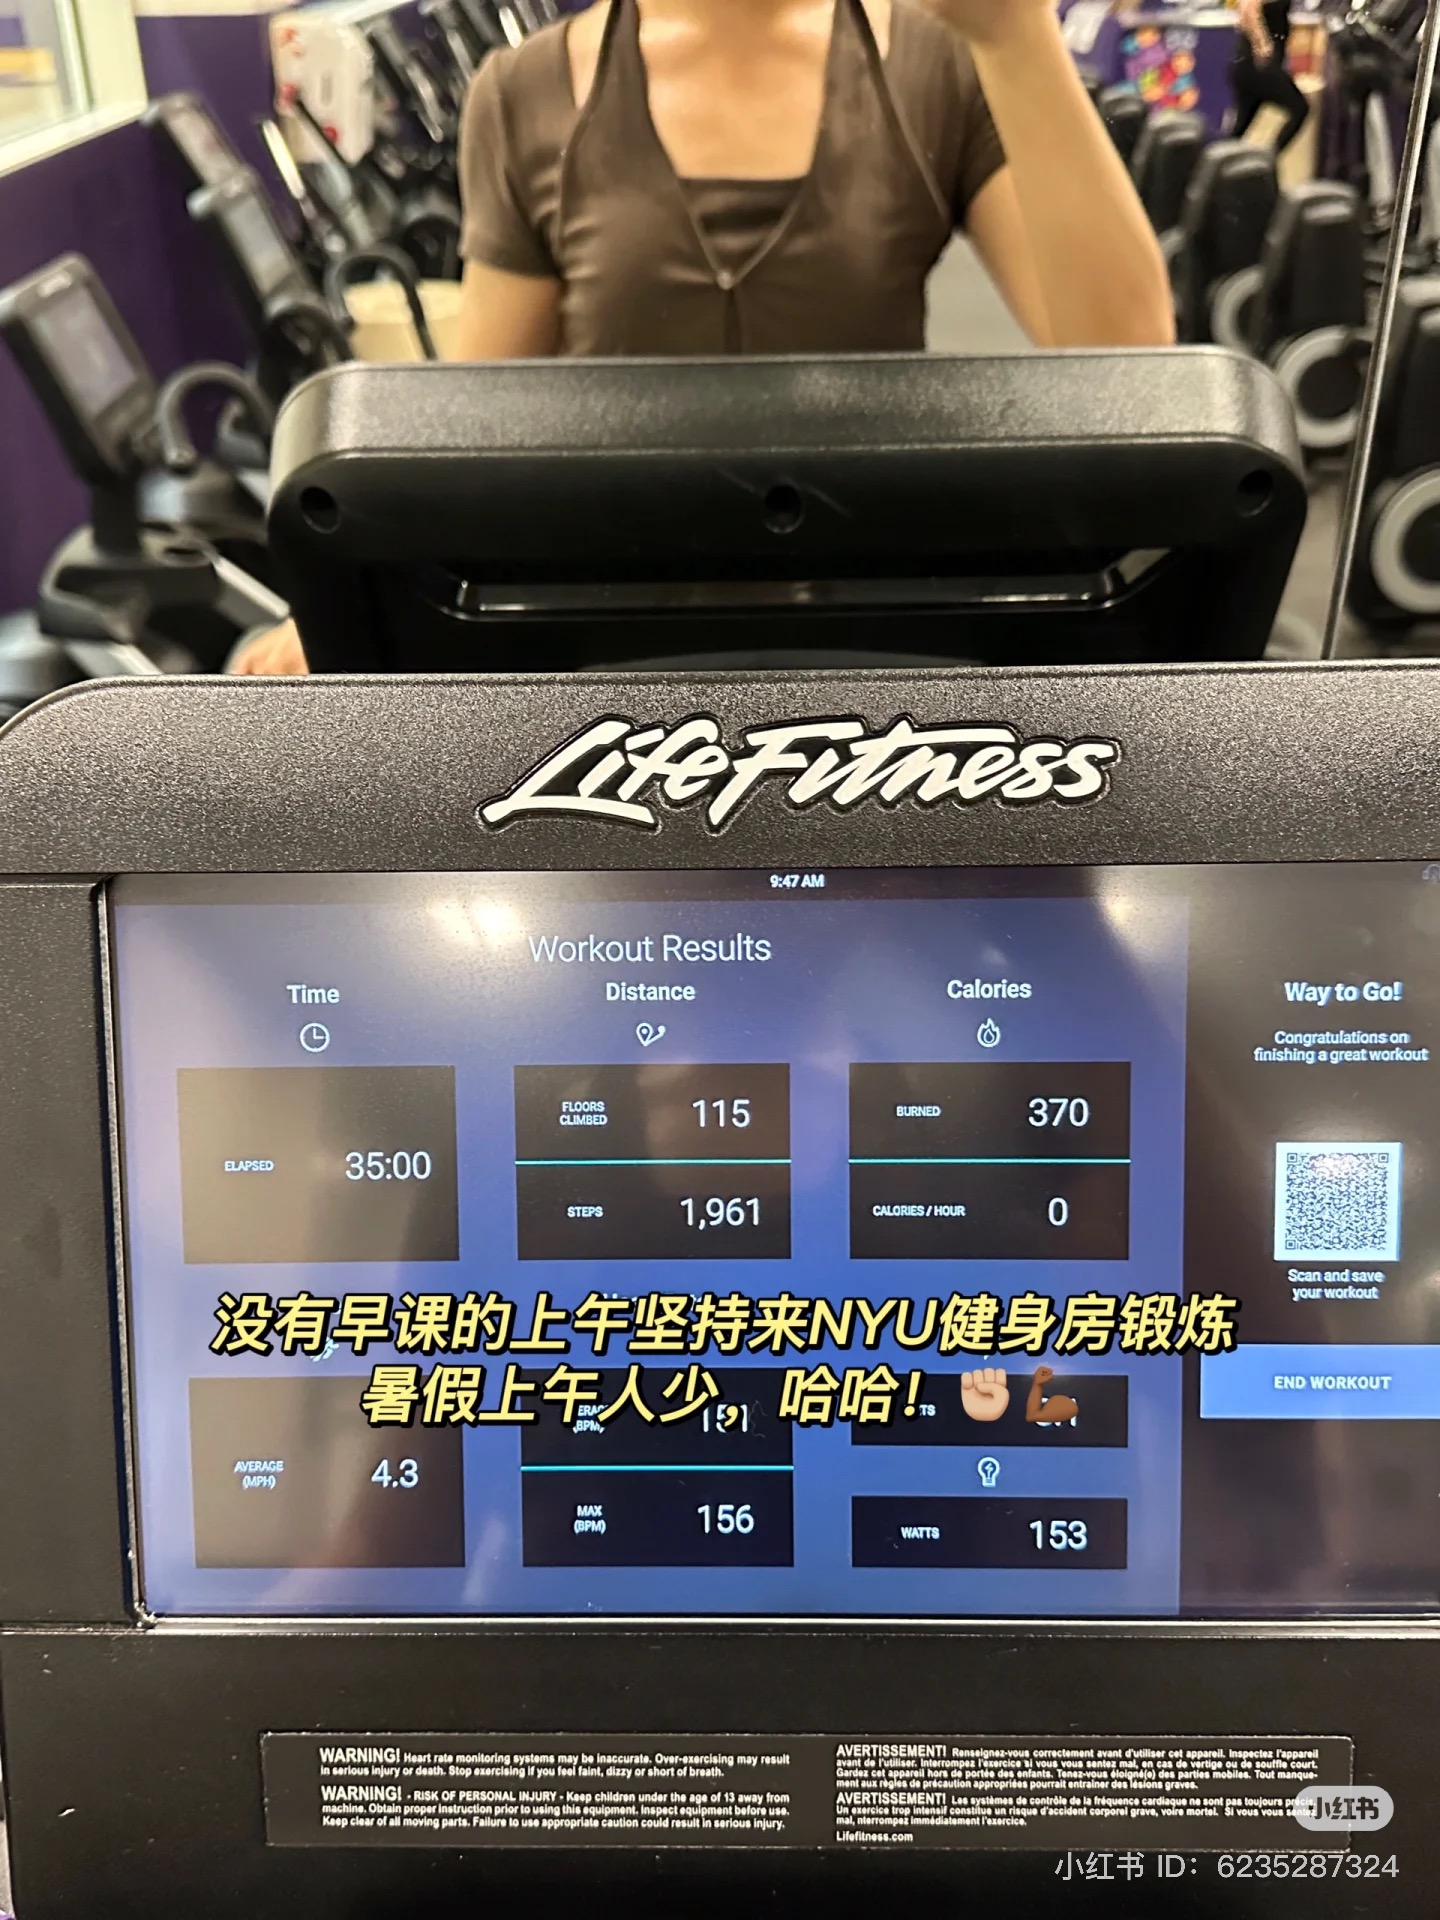 LifeFitness
9:47 AM
Workout Results
Time
Distance
Calories
ELAPSED
35:00
FLOORS
CLIMBED
115
STEPS
1,961
BURNED
370
CALORIES / HOUR
0
Way to Go!
Congratulations on
finishing a great workout
Scan and save
your workout
END WORKOUT
没有早课的上午坚持来NYU健身房锻炼
暑假上午人少，哈哈！✊🏼💪🏾
AVERAGE
(MPH)
4.3
(BPM)
151
MAX
(BPM)
156
WATTS
153
WARNING! Heart rate monitoring systems may be inaccurate. Over-exercising may result
in serious injury or death. Stop exercising if you feel faint, dizzy or short of breath.
WARNING! - RISK OF PERSONAL INJURY - Keep children under the age of 13 away from
machine. Obtain proper instruction prior to using this equipment. Inspect equipment before use.
Keep clear of all moving parts. Failure to use appropriate caution could result in serious injury.
AVERTISSEMENT! Renseignez-vous correctement avant d'utiliser cet appareil. Inspectez l'appareil
avant de l'utiliser. Interrompez l'exercice si vous vous sentez mal, en cas de vertige ou de souffle court.
Gardez cet appareil hors de portée des enfants. Tenez-vous éloigné(e) des parties mobiles. Tout manque-
ment aux règles de précaution appropriées pourrait entrainer des lésions graves.
AVERTISSEMENT! Les systèmes de contrôle de la fréquence cardiaque ne sont pas toujours précis.
Un exercice trop intensif constitue un risque d'accident corporel grave, voire mortel. Si vous vous sentez
mal, nterrompez immédiatement l'exercice.
Lifefitness.com
小红书
小红书 ID：6235287324